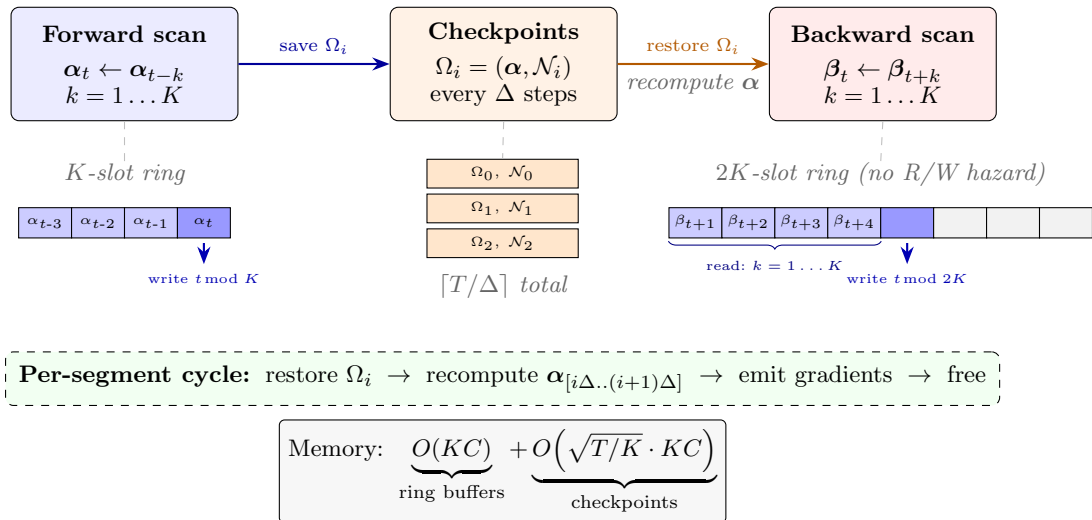 Forward scan
α_t ← α_{t−k}
k = 1 … K
save Ω_i
Checkpoints
Ω_i = (α, 𝒩_i)
every Δ steps
restore Ω_i
recompute α
Backward scan
β_t ← β_{t+k}
k = 1 … K
K-slot ring
α_{t-3} α_{t-2} α_{t-1} α_t
write t mod K
Ω_0, 𝒩_0
Ω_1, 𝒩_1
Ω_2, 𝒩_2
⌈T/Δ⌉ total
2K-slot ring (no R/W hazard)
β_{t+1} β_{t+2} β_{t+3} β_{t+4}
read: k = 1 … K
write t mod 2K
Per-segment cycle: restore Ω_i → recompute α_{[iΔ..(i+1)Δ]} → emit gradients → free
Memory: O(KC) + O(√(T/K) · KC)
ring buffers
checkpoints